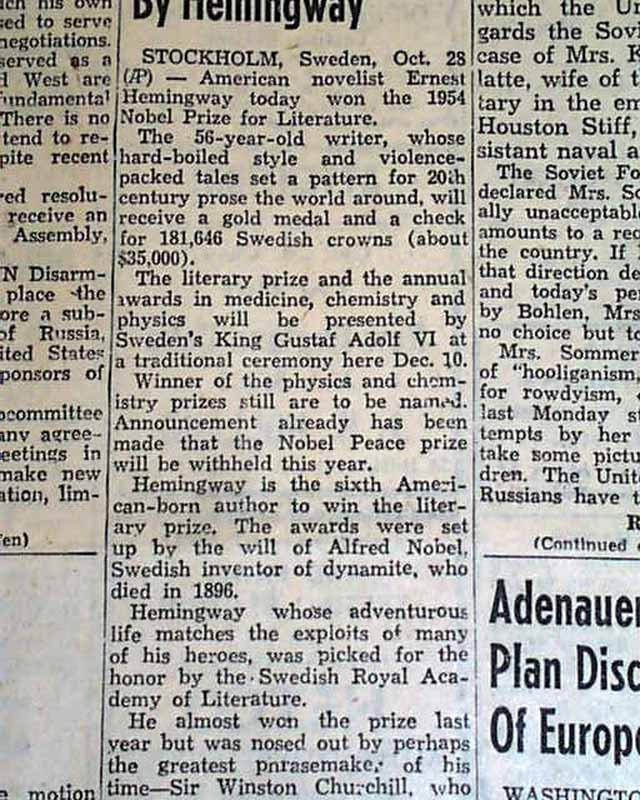 ich his own
sed to serve
negotiations.
served as a
d West are
fundamental
There is no
tend to re-
pite recent
red resolu-
receive an
Assembly,
N Disarm-
place the
ore a sub-
of Russia,
ited States
ponsors of
ocommittee
any agree-
eetings in
make new
ation, lim-
en)
e motion
By Hemingway
STOCKHOLM, Sweden, Oct. 28
(AP) — American novelist Ernest
Hemingway today won the 1954
Nobel Prize for Literature.
The 56-year-old writer, whose
hard-boiled style and violence-
packed tales set a pattern for 20th
century prose the world around, will
receive a gold medal and a check
for 181,646 Swedish crowns (about
$35,000).
The literary prize and the annual
awards in medicine, chemistry and
physics will be presented by
Sweden's King Gustaf Adolf VI at
a traditional ceremony here Dec. 10.
Winner of the physics and chem-
istry prizes still are to be named.
Announcement already has been
made that the Nobel Peace prize
will be withheld this year.
Hemingway is the sixth Ameri-
can-born author to win the liter-
ary prize. The awards were set
up by the will of Alfred Nobel,
Swedish inventor of dynamite, who
died in 1896.
Hemingway whose adventurous
life matches the exploits of many
of his heroes, was picked for the
honor by the Swedish Royal Aca-
demy of Literature.
He almost won the prize last
year but was nosed out by perhaps
the greatest phrasemaker of his
time—Sir Winston Churchill, who
which the Un
gards the Sovi
case of Mrs. K
latte, wife of t
tary in the em
Houston Stiff,
sistant naval a
The Soviet Fo
declared Mrs. So
ally unacceptabl
amounts to a req
the country. If
that direction de
and today's per
by Bohlen, Mrs.
no choice but to
Mrs. Sommer
of "hooliganism,
for rowdyism,
last Monday st
tempts by her
take some pictu
dren. The Unite
Russians have t
R
(Continued
Adenauer
Plan Disc
Of Europe
WASHINGTO